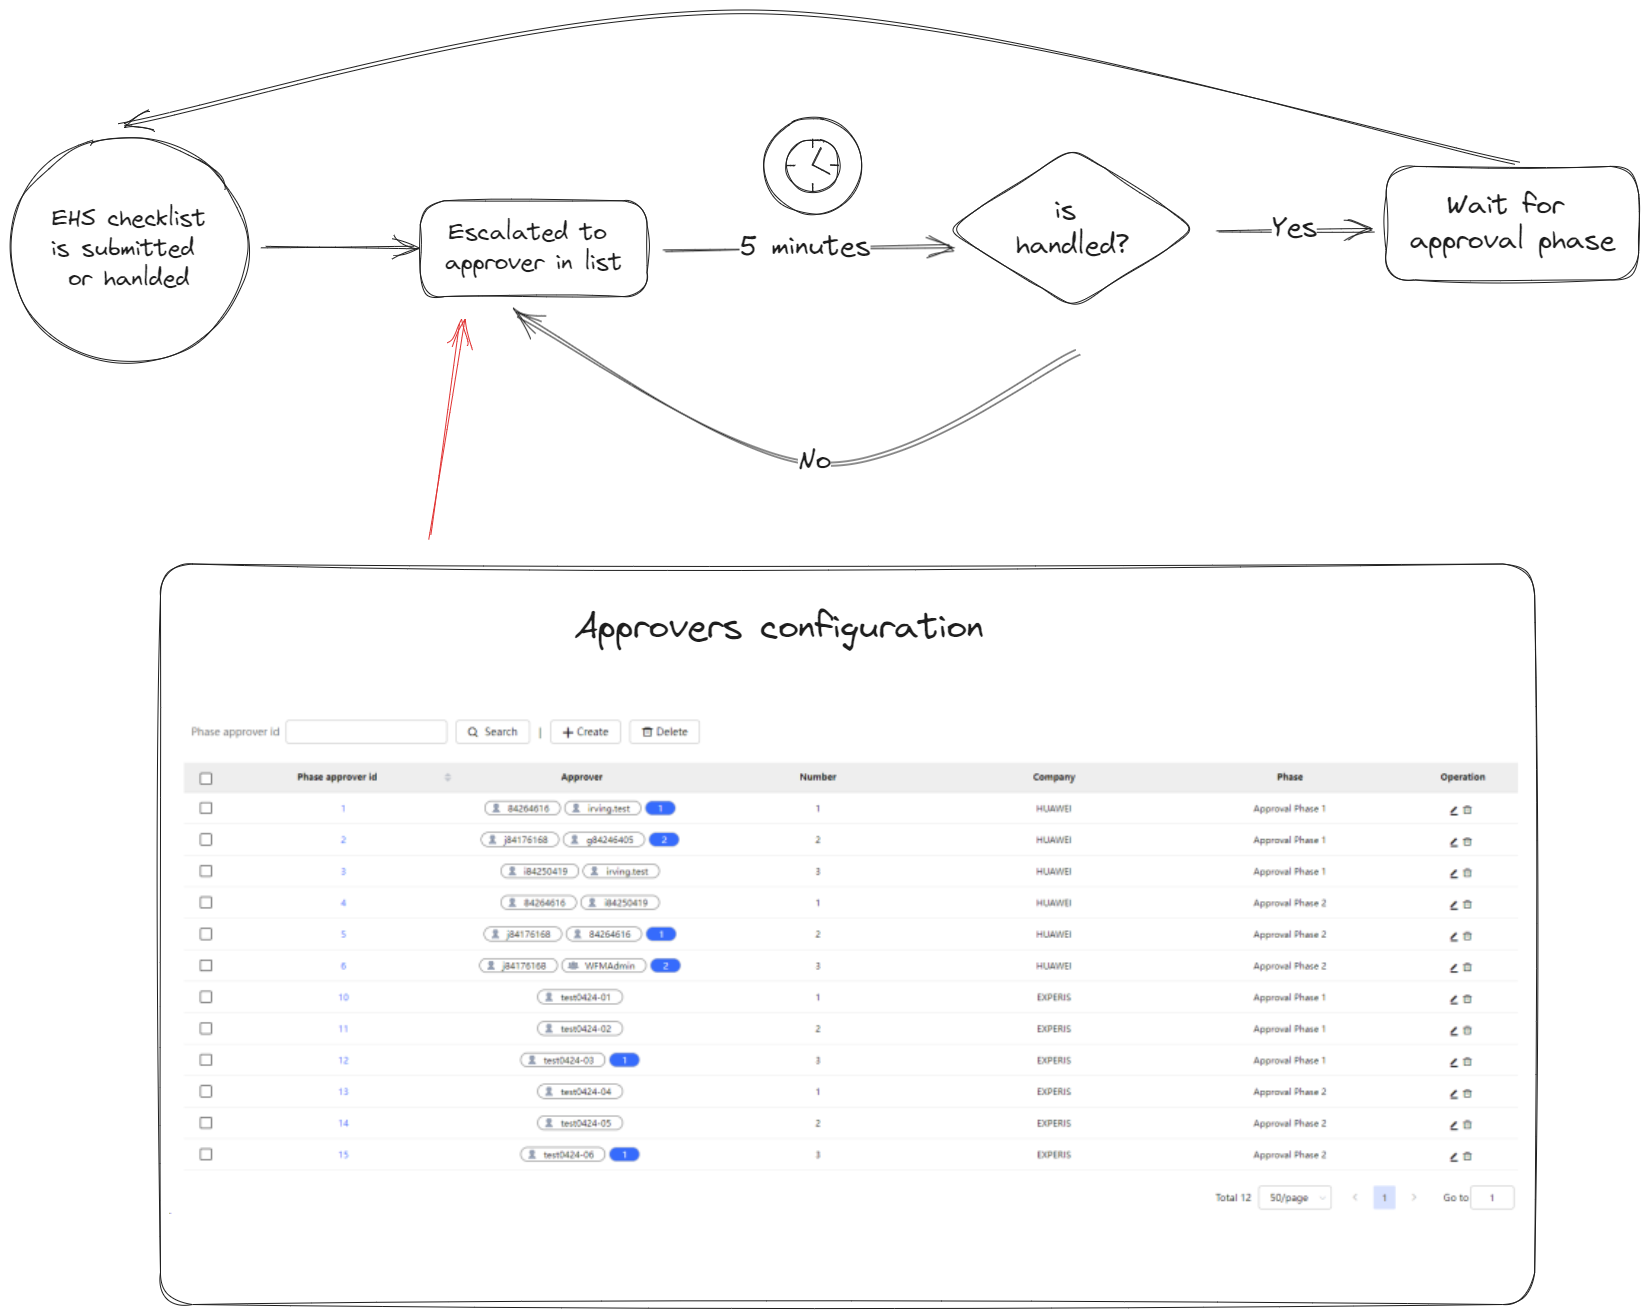 EHS checklist
is submitted
or hanlded
Escalated to
approver in list
5 minutes
is
handled?
Yes
Wait for
approval phase
No
Approvers configuration
Phase approver id Search | Create Delete
Phase approver id Approver Number Company Phase Operation
1 84264616 irving.test 1 1 HUAWEI Approval Phase 1
2 j84176168 g84246405 2 2 HUAWEI Approval Phase 1
3 i84250419 irving.test 3 HUAWEI Approval Phase 1
4 84264616 i84250419 1 HUAWEI Approval Phase 2
5 j84176168 84264616 1 2 HUAWEI Approval Phase 2
6 j84176168 WFMAdmin 2 3 HUAWEI Approval Phase 2
10 test0424-01 1 EXPERIS Approval Phase 1
11 test0424-02 2 EXPERIS Approval Phase 1
12 test0424-03 1 3 EXPERIS Approval Phase 1
13 test0424-04 1 EXPERIS Approval Phase 2
14 test0424-05 2 EXPERIS Approval Phase 2
15 test0424-06 1 3 EXPERIS Approval Phase 2
Total 12 50/page < 1 > Go to 1